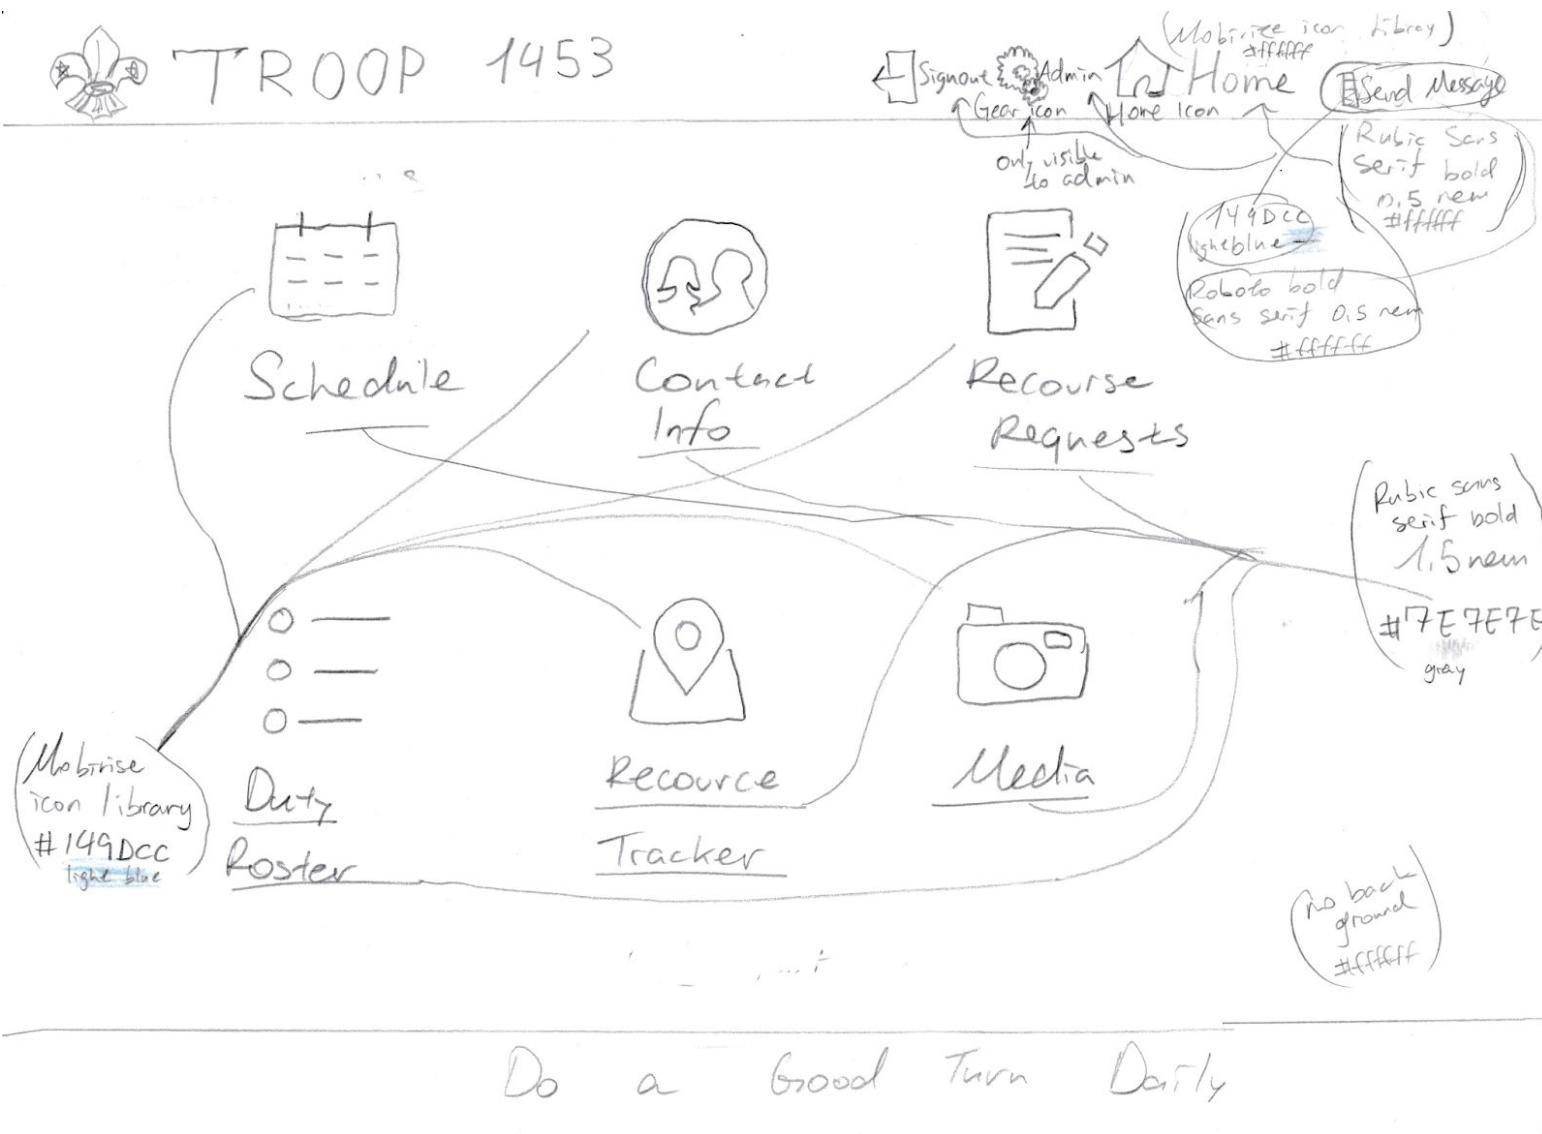 TROOP 1453
(Mobirize icon library)
#ffffff
Signout
Admin
Home
Send Message
Gear icon
Home Icon
Only visible
to admin
(Rubic Sans
serif bold
0.5 rem
#ffffff)
149DCC
light blue
Roboto bold
Sans serif 0.5 rem
#ffffff
Schedule
Contact
Info
Recourse
Requests
(Rubic sans
serif bold
1.5 rem
#7E7E7E
gray
(Mobirise
icon library
#149DCC
light blue
Duty
Roster
Recource
Tracker
Media
(no back
ground
#ffffff)
Do a Good Turn Daily